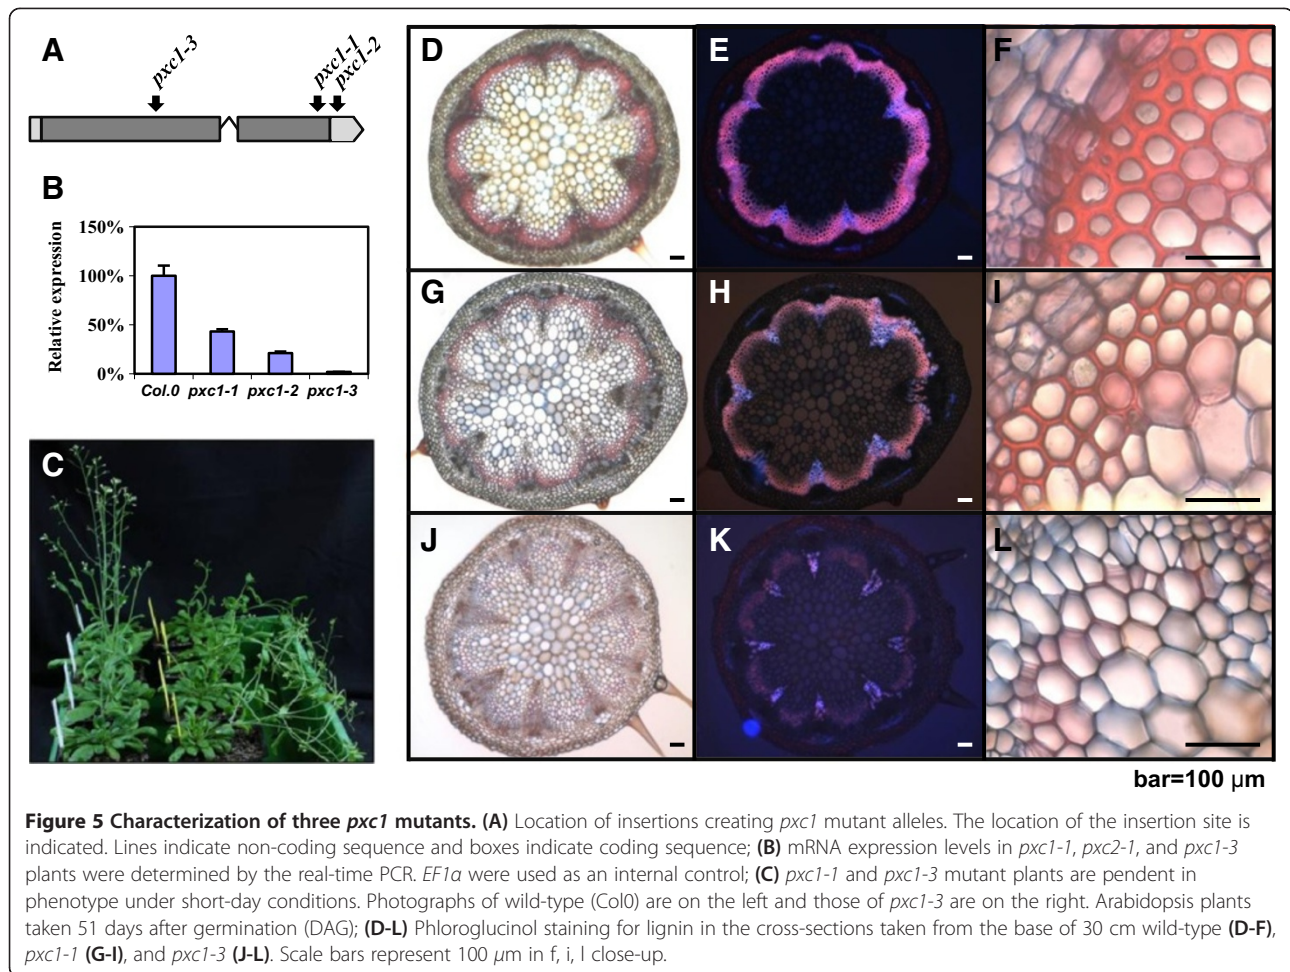 A
pxc1-3
pxc1-1
pxc1-2
B
Relative expression
150%
100%
50%
0%
Col.0 pxc1-1 pxc1-2 pxc1-3
C
D
E
F
G
H
I
J
K
L
bar=100 µm
Figure 5 Characterization of three pxc1 mutants. (A) Location of insertions creating pxc1 mutant alleles. The location of the insertion site is
indicated. Lines indicate non-coding sequence and boxes indicate coding sequence; (B) mRNA expression levels in pxc1-1, pxc2-1, and pxc1-3
plants were determined by the real-time PCR. EF1α were used as an internal control; (C) pxc1-1 and pxc1-3 mutant plants are pendent in
phenotype under short-day conditions. Photographs of wild-type (Col0) are on the left and those of pxc1-3 are on the right. Arabidopsis plants
taken 51 days after germination (DAG); (D-L) Phloroglucinol staining for lignin in the cross-sections taken from the base of 30 cm wild-type (D-F),
pxc1-1 (G-I), and pxc1-3 (J-L). Scale bars represent 100 µm in f, i, l close-up.